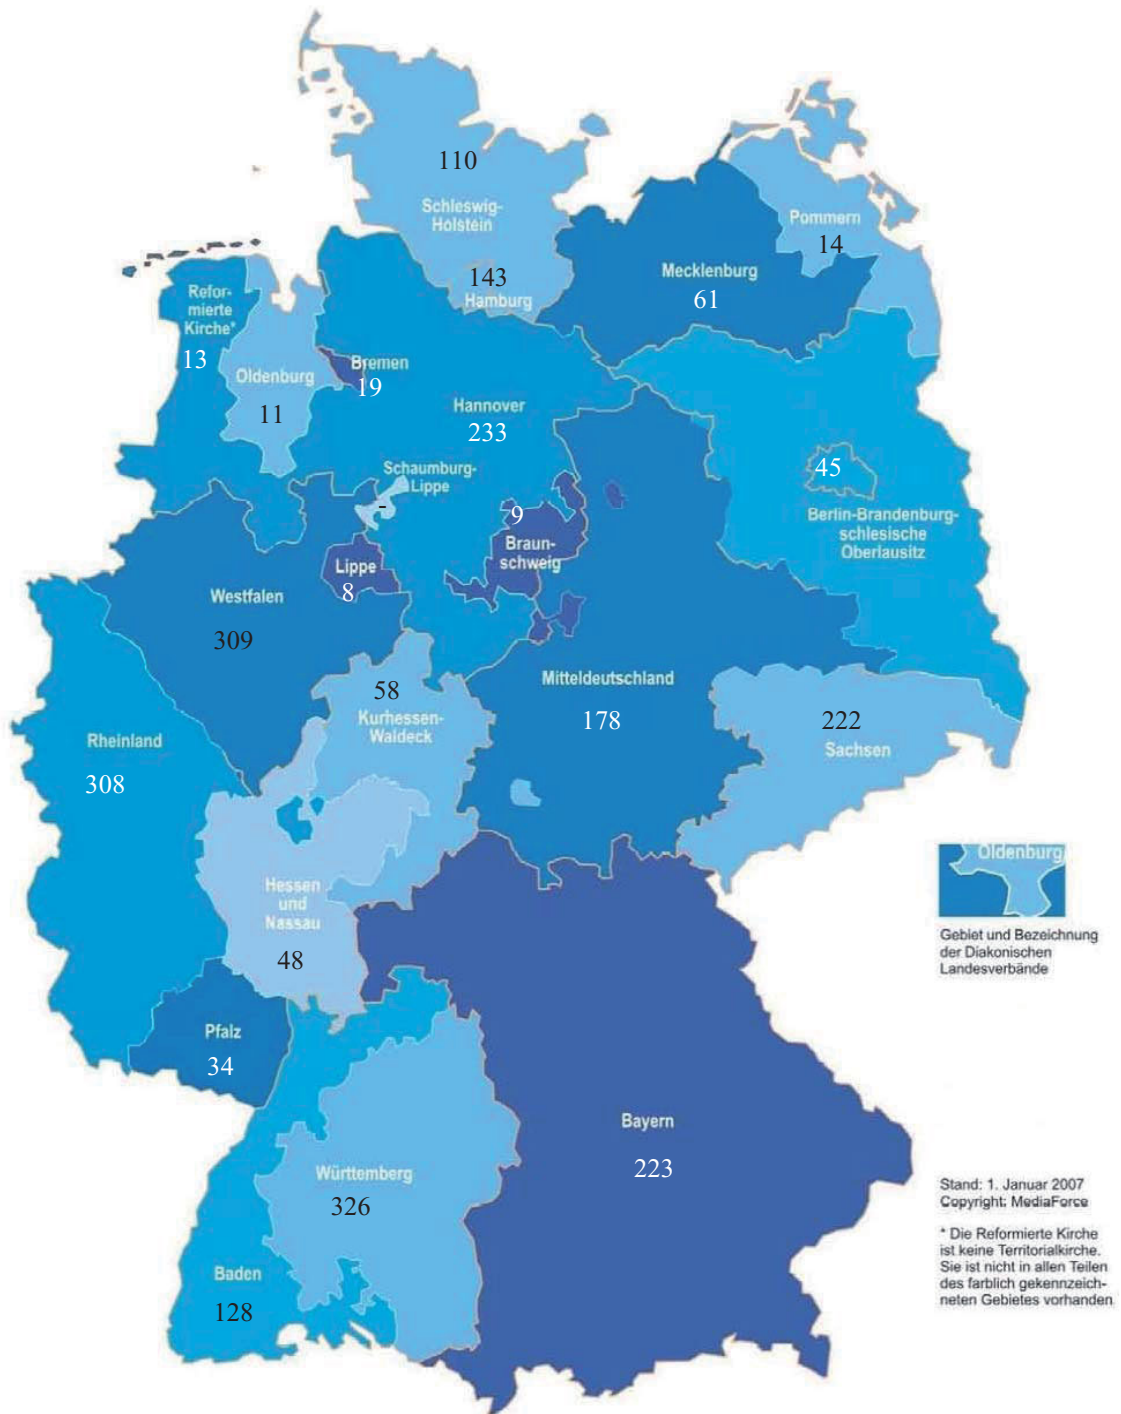 110
Schleswig-
Holstein
143
Hamburg
Pommern
14
Mecklenburg
61
Refor-
mierte
Kirche*
13
Oldenburg
11
Bremen
19
Hannover
233
Schaumburg-
Lippe
-
45
Berlin-Brandenburg-
schlesische
Oberlausitz
9
Braun-
schweig
Lippe
8
Westfalen
309
Mitteldeutschland
178
58
Kurhessen-
Waldeck
222
Sachsen
Rheinland
308
Hessen
und
Nassau
48
Oldenburg
Gebiet und Bezeichnung
der Diakonischen
Landesverbände
Pfalz
34
Bayern
223
Württemberg
326
Baden
128
Stand: 1. Januar 2007
Copyright: MediaForce
* Die Reformierte Kirche
ist keine Territorialkirche.
Sie ist nicht in allen Teilen
des farblich gekennzeich-
neten Gebietes vorhanden